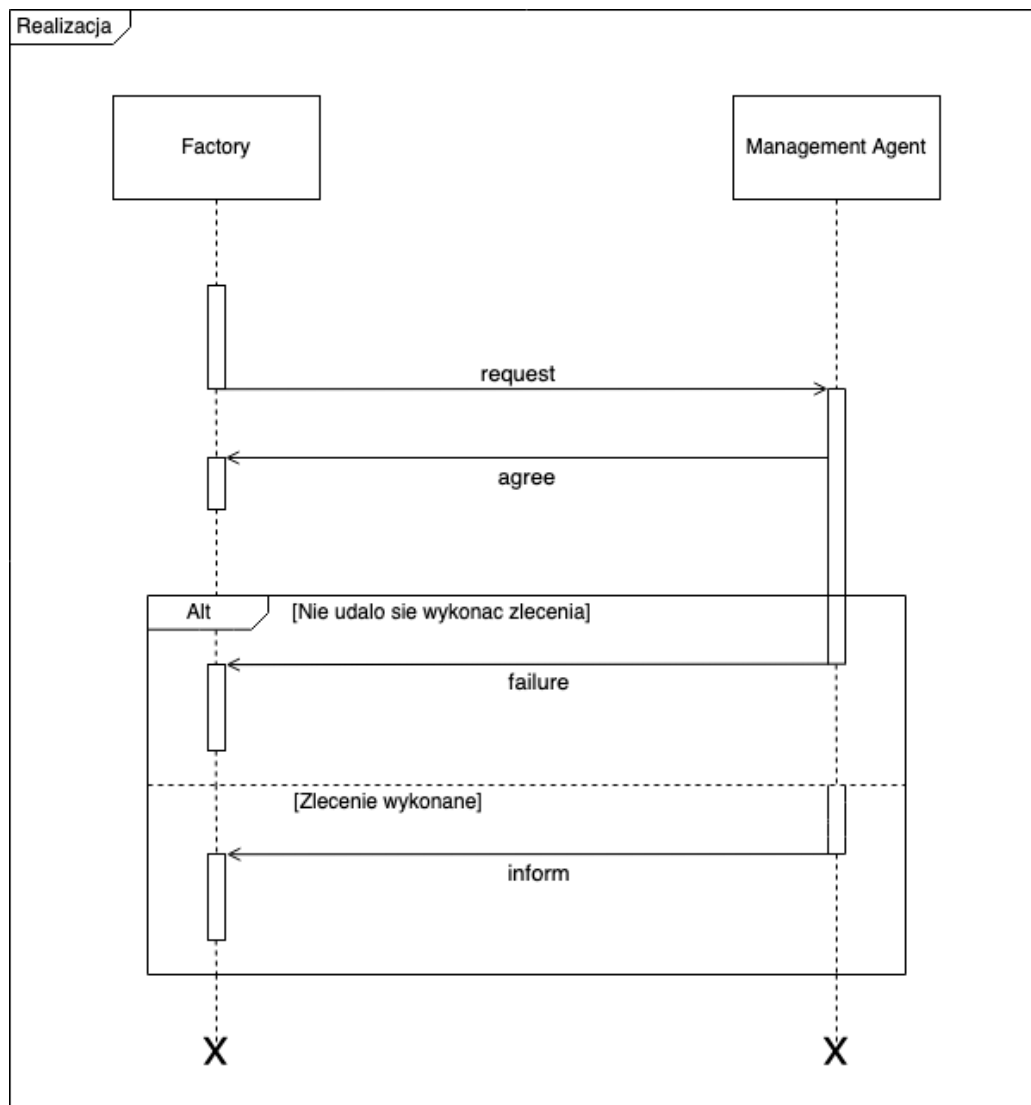 Realizacja
Factory
Management Agent
request
agree
Alt
[Nie udalo sie wykonac zlecenia]
failure
[Zlecenie wykonane]
inform
X
X